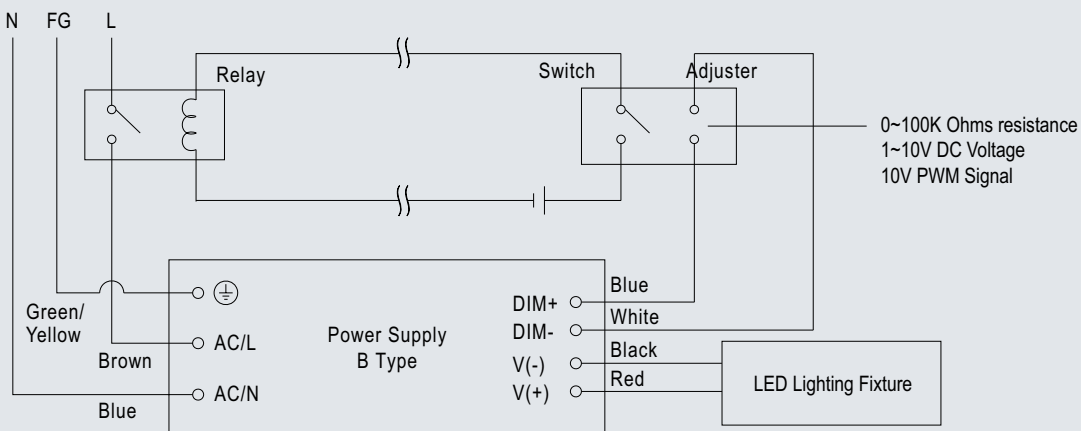 N FG L
Relay
Switch
Adjuster
0~100K Ohms resistance
1~10V DC Voltage
10V PWM Signal
Green/
Yellow
Brown
Blue
AC/L
AC/N
Power Supply
B Type
DIM+
DIM-
V(-)
V(+)
Blue
White
Black
Red
LED Lighting Fixture